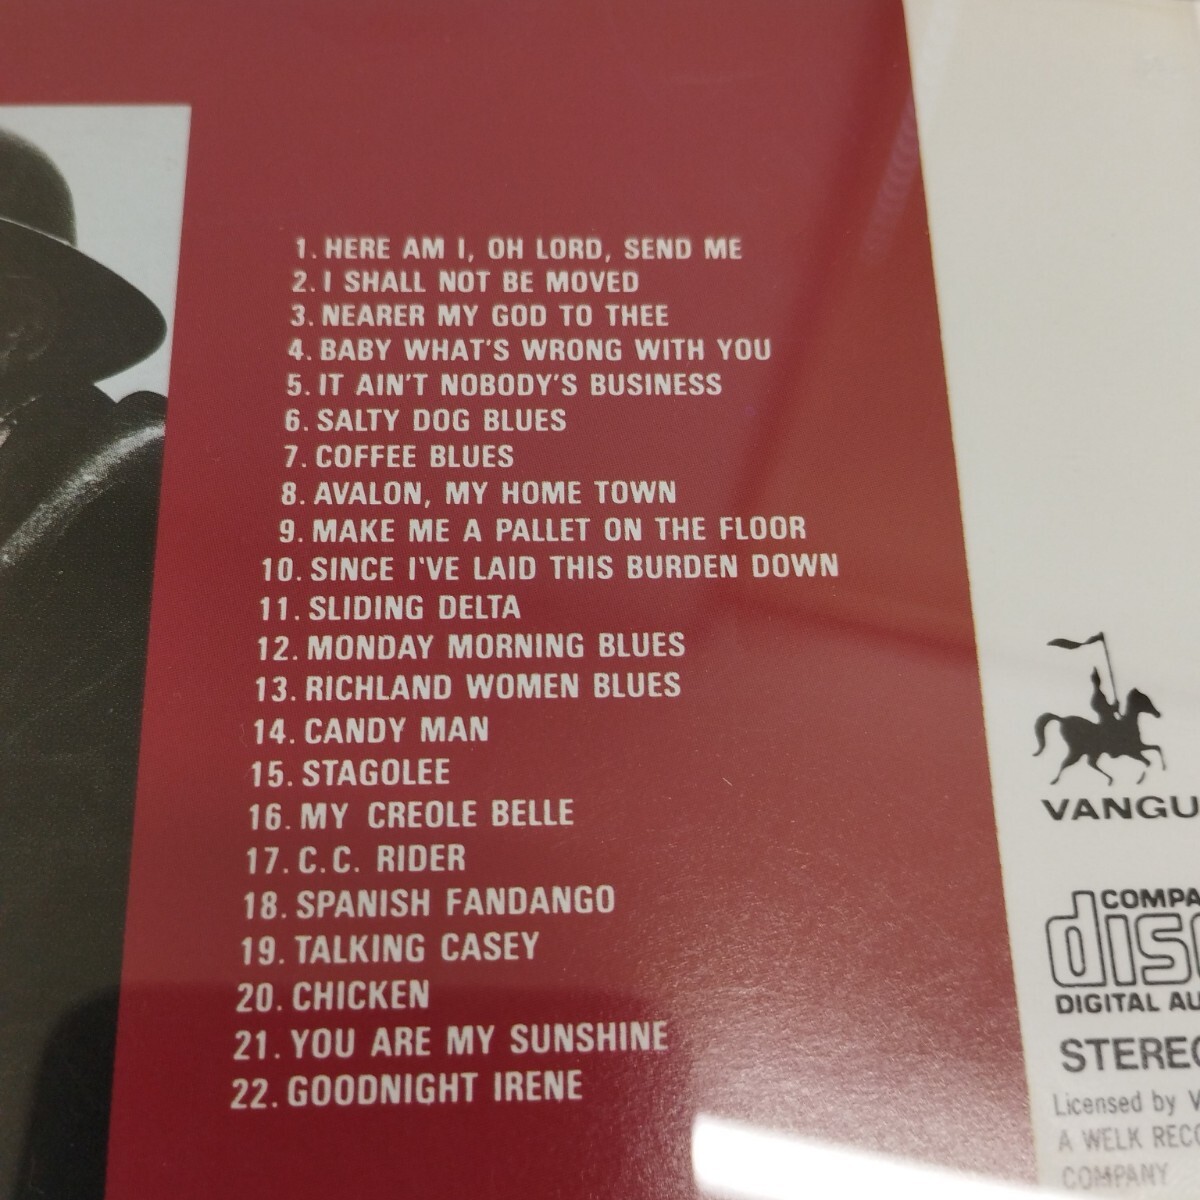 1. HERE AM I, OH LORD, SEND ME
2. I SHALL NOT BE MOVED
3. NEARER MY GOD TO THEE
4. BABY WHAT'S WRONG WITH YOU
5. IT AIN'T NOBODY'S BUSINESS
6. SALTY DOG BLUES
7. COFFEE BLUES
8. AVALON, MY HOME TOWN
9. MAKE ME A PALLET ON THE FLOOR
10. SINCE I'VE LAID THIS BURDEN DOWN
11. SLIDING DELTA
12. MONDAY MORNING BLUES
13. RICHLAND WOMEN BLUES
14. CANDY MAN
15. STAGOLEE
16. MY CREOLE BELLE
17. C.C. RIDER
18. SPANISH FANDANGO
19. TALKING CASEY
20. CHICKEN
21. YOU ARE MY SUNSHINE
22. GOODNIGHT IRENE
VANGU
COMPA
disc
DIGITAL AU
STEREO
Licensed by V
A WELK RECO
COMPANY